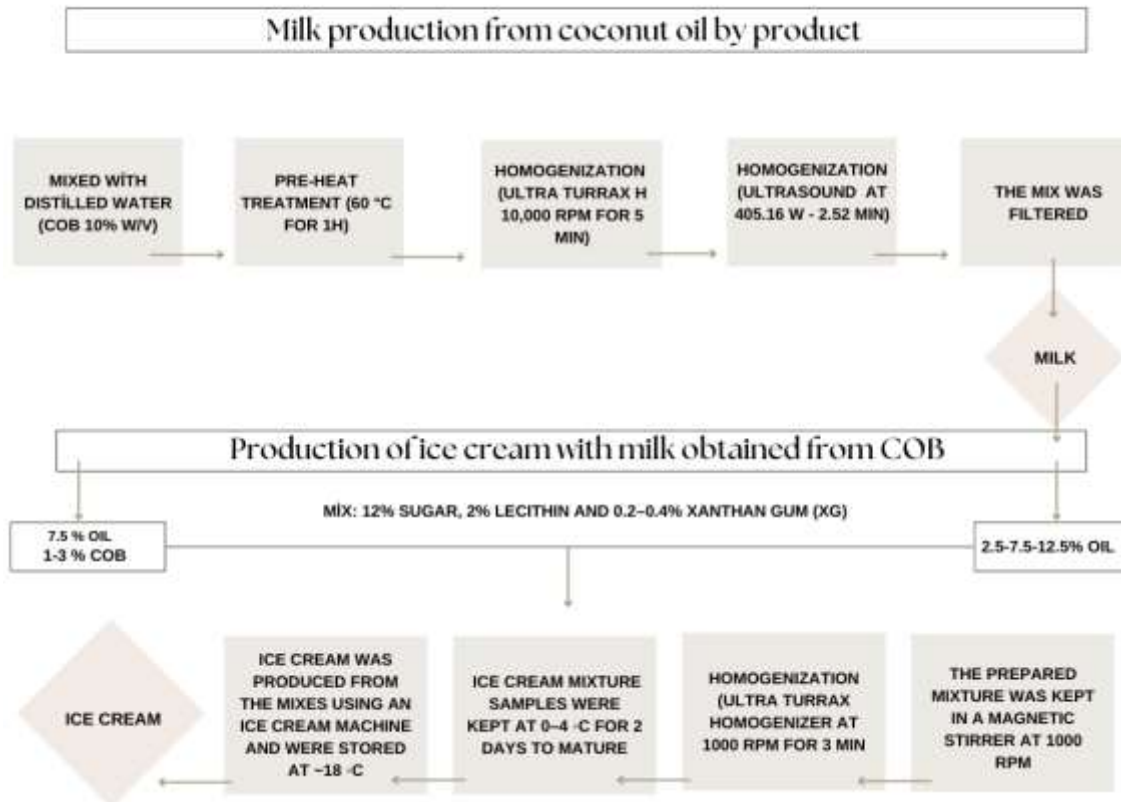 Milk production from coconut oil by product
MIXED WİTH
DISTİLLED WATER
(COB 10% W/V)
PRE-HEAT
TREATMENT (60 °C
FOR 1H)
HOMOGENIZATION
(ULTRA TURRAX H
10,000 RPM FOR 5
MIN)
HOMOGENIZATION
(ULTRASOUND AT
405.16 W - 2.52 MIN)
THE MIX WAS
FILTERED
MILK
Production of ice cream with milk obtained from COB
MİX: 12% SUGAR, 2% LECITHIN AND 0.2–0.4% XANTHAN GUM (XG)
7.5 % OIL
1-3 % COB
2.5-7.5-12.5% OIL
ICE CREAM
ICE CREAM WAS
PRODUCED FROM
THE MIXES USING AN
ICE CREAM MACHINE
AND WERE STORED
AT −18 ◦C
ICE CREAM MIXTURE
SAMPLES WERE
KEPT AT 0–4 ◦C FOR 2
DAYS TO MATURE
HOMOGENIZATION
(ULTRA TURRAX
HOMOGENIZER AT
1000 RPM FOR 3 MIN
THE PREPARED
MIXTURE WAS KEPT
IN A MAGNETIC
STIRRER AT 1000
RPM